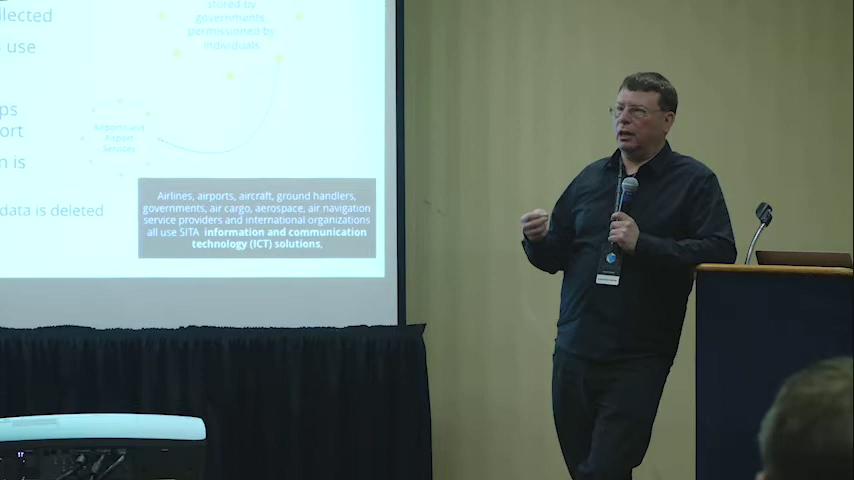 llected
use
ps
ort
n is
data is deleted
stored by
governments,
permissioned by
individuals
Airports and
Airport
Services
Airlines, airports, aircraft, ground handlers,
governments, air cargo, aerospace, air navigation
service providers and international organizations
all use SITA information and communication
technology (ICT) solutions.